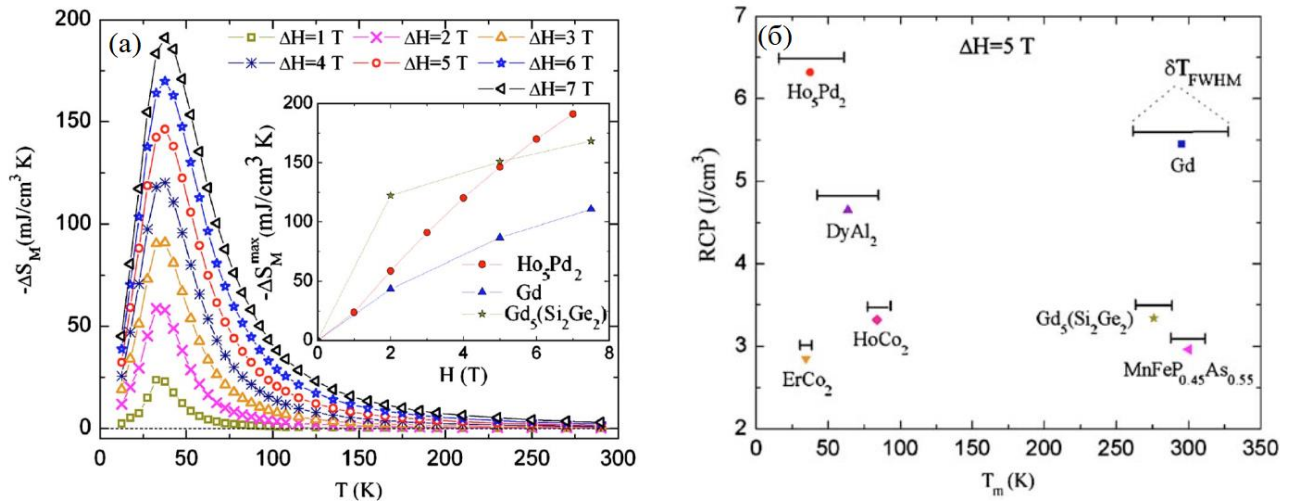 (а)
ΔH=1 T ΔH=2 T ΔH=3 T
ΔH=4 T ΔH=5 T ΔH=6 T
ΔH=7 T
200
150
100
50
0
-ΔS_M (mJ/cm³ K)
0 50 100 150 200 250 300
T (K)
200
150
100
50
0
-ΔS_M^max (mJ/cm³ K)
Ho₅Pd₂
Gd
Gd₅(Si₂Ge₂)
0 2 4 6 8
H (T)
(б)
ΔH=5 T
7
6
5
4
3
2
RCP (J/cm³)
δT_FWHM
Ho₅Pd₂
Gd
DyAl₂
HoCo₂
Gd₅(Si₂Ge₂)
ErCo₂
MnFeP₀.₄₅As₀.₅₅
0 50 100 150 200 250 300 350
T_m (K)